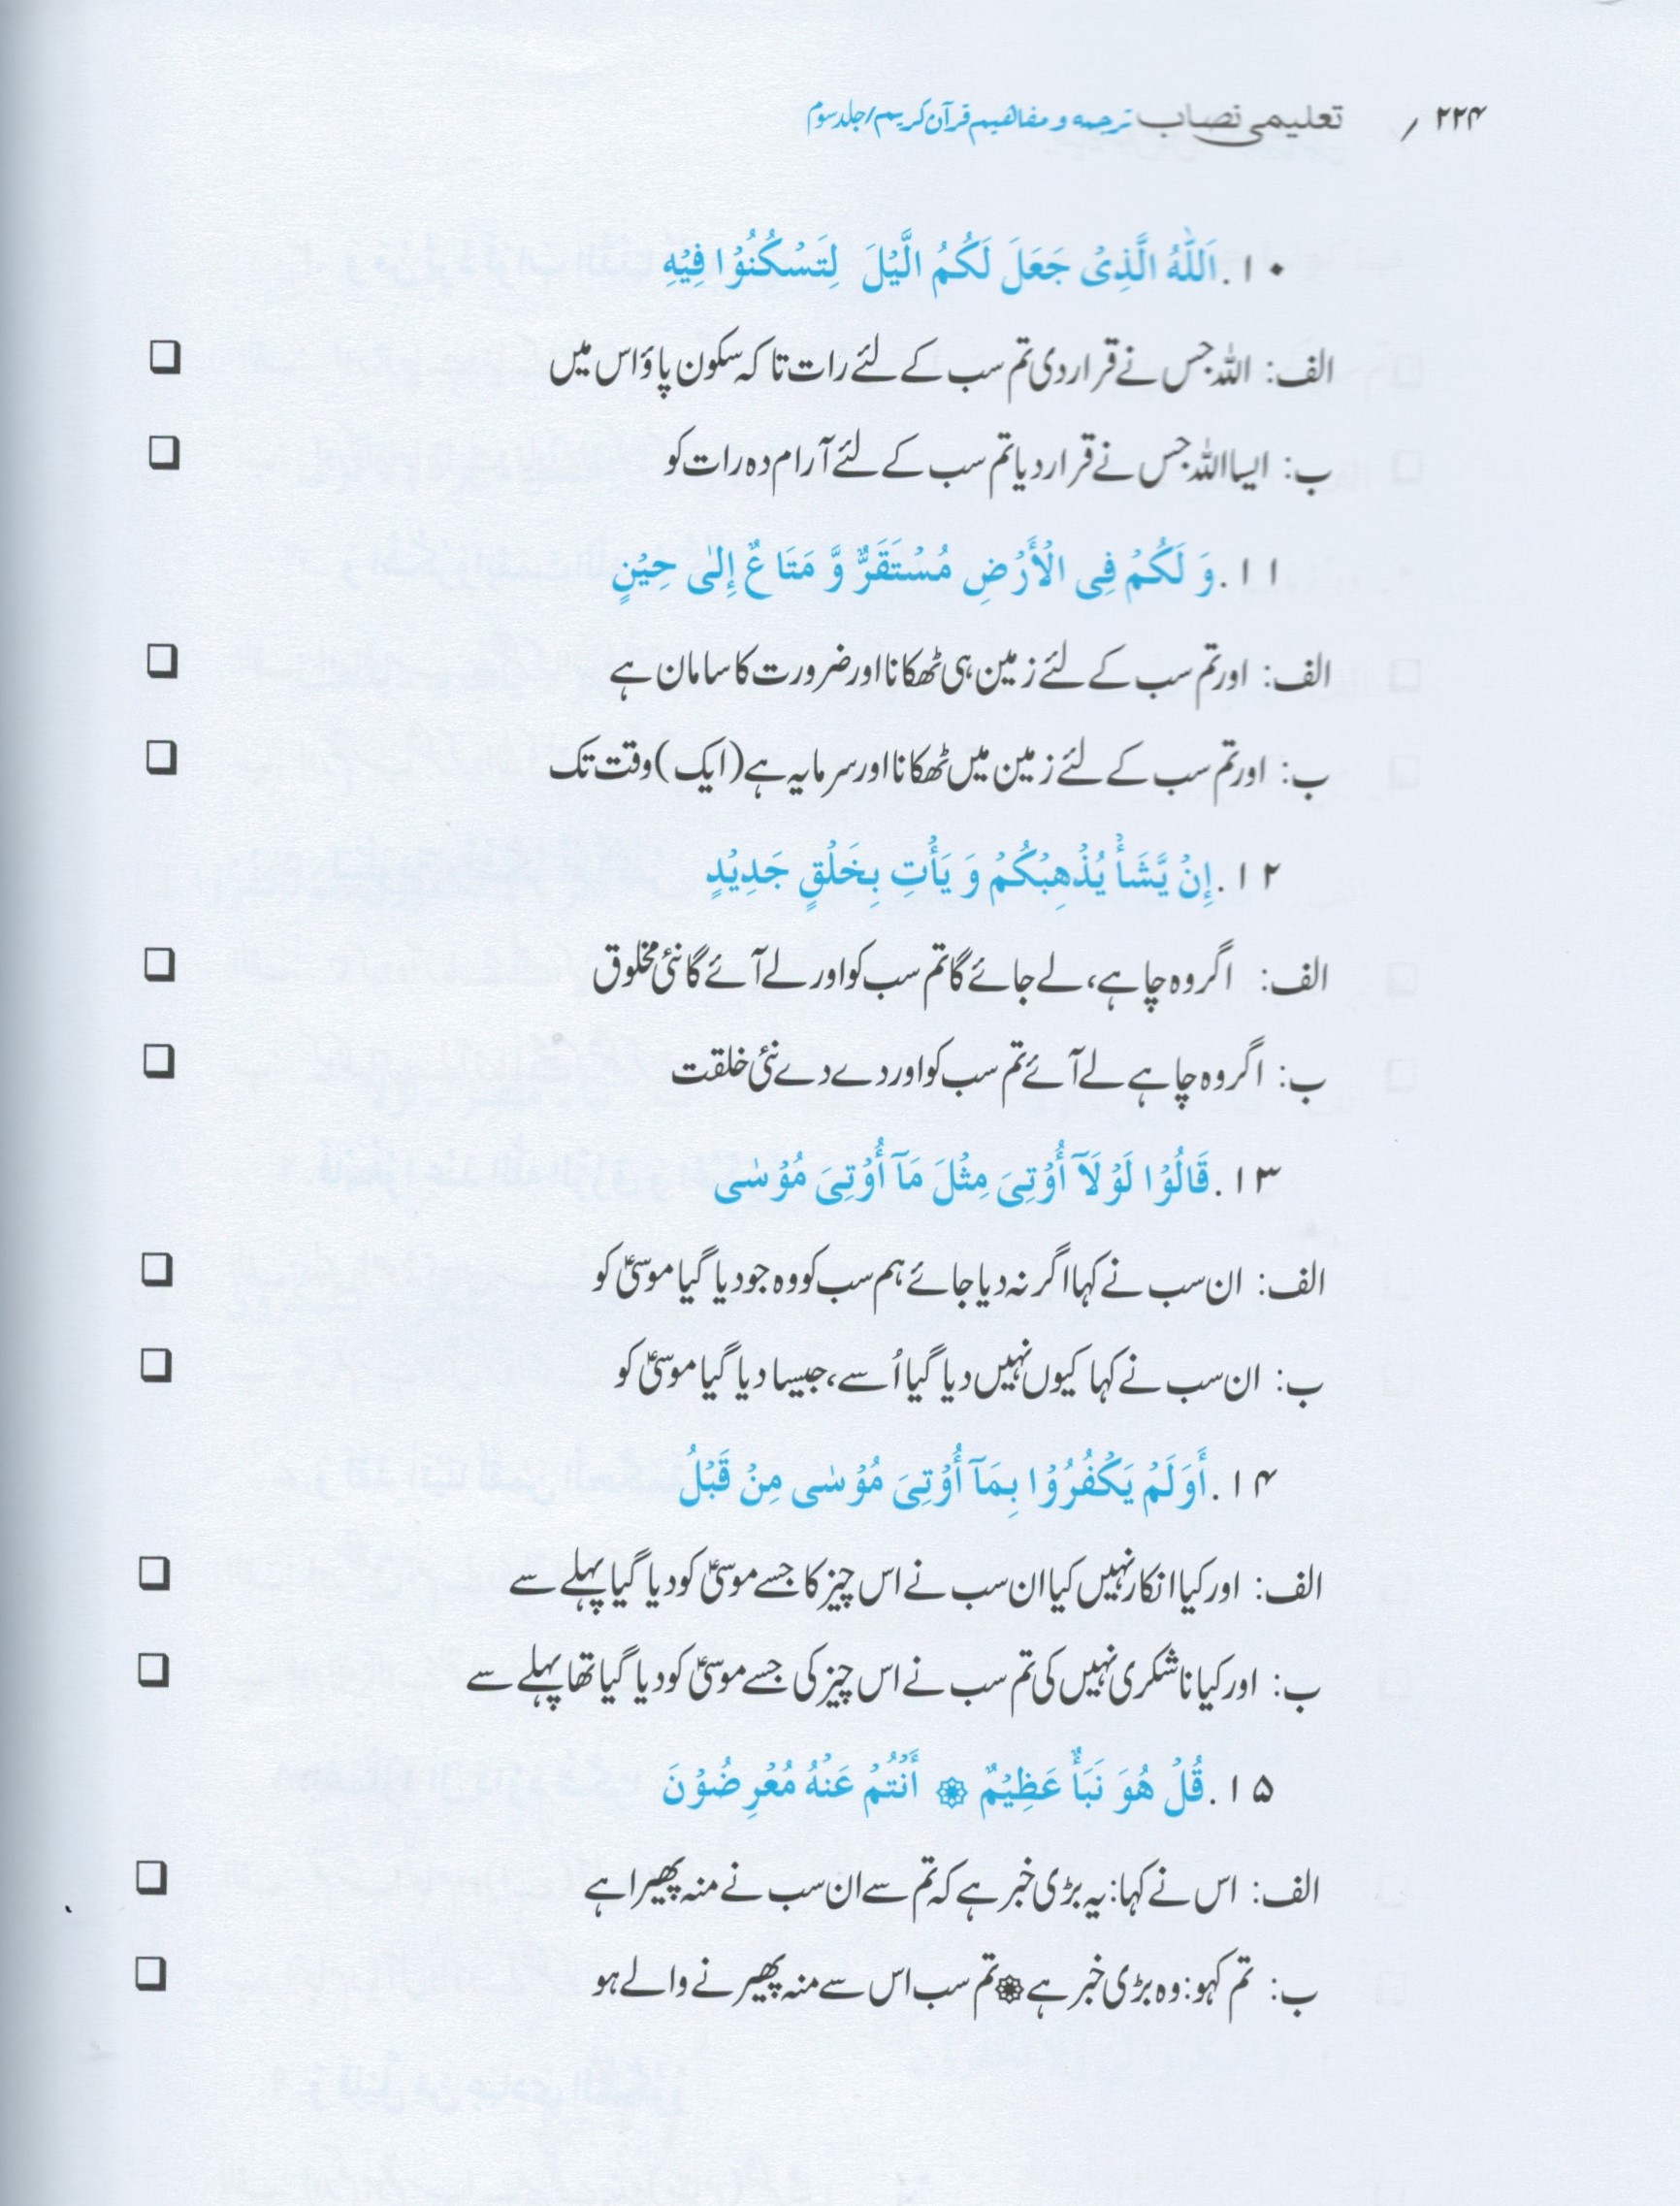 ۲۲۴ / تعلیمی نصاب ترجمه و مفاهیم قرآن کریم/جلد سوم
۱۰. اَللّٰهُ الَّذِیْ جَعَلَ لَكُمُ الَّیْلَ لِتَسْكُنُوْا فِیْهِ
الف: اللہ جس نے قرار دی تم سب کے لئے رات تا کہ سکون پاؤ اس میں ❑
ب: ایسا اللہ جس نے قرار دیا تم سب کے لئے آرام دہ رات کو ❑
۱۱. وَ لَكُمْ فِی الْأَرْضِ مُسْتَقَرٌّ وَّ مَتَاعٌ إِلٰی حِیْنٍ
الف: اور تم سب کے لئے زمین ہی ٹھکانا اور ضرورت کا سامان ہے ❑
ب: اور تم سب کے لئے زمین میں ٹھکانا اور سرمایہ ہے (ایک) وقت تک ❑
۱۲. إِنْ یَّشَأْ یُذْهِبْكُمْ وَ یَأْتِ بِخَلْقٍ جَدِیْدٍ
الف: اگر وہ چاہے، لے جائے گا تم سب کو اور لے آئے گا نئی مخلوق ❑
ب: اگر وہ چاہے لے آئے تم سب کو اور دے دے نئی خلقت ❑
۱۳. قَالُوْا لَوْ لَآ أُوْتِیَ مِثْلَ مَآ أُوْتِیَ مُوْسٰی
الف: ان سب نے کہا اگر نہ دیا جائے ہم سب کو وہ جو دیا گیا موسیٰؑ کو ❑
ب: ان سب نے کہا کیوں نہیں دیا گیا اُسے، جیسا دیا گیا موسیٰؑ کو ❑
۱۴. أَوَ لَمْ یَكْفُرُوْا بِمَآ أُوْتِیَ مُوْسٰی مِنْ قَبْلُ
الف: اور کیا انکار نہیں کیا ان سب نے اس چیز کا جسے موسیٰؑ کو دیا گیا پہلے سے ❑
ب: اور کیا ناشکری نہیں کی تم سب نے اس چیز کی جسے موسیٰؑ کو دیا گیا تھا پہلے سے ❑
۱۵. قُلْ هُوَ نَبَأٌ عَظِیْمٌ ۞ أَنْتُمْ عَنْهُ مُعْرِضُوْنَ
الف: اس نے کہا: یہ بڑی خبر ہے کہ تم سے ان سب نے منہ پھیرا ہے ❑
ب: تم کہو: وہ بڑی خبر ہے ۞ تم سب اس سے منہ پھیرنے والے ہو ❑